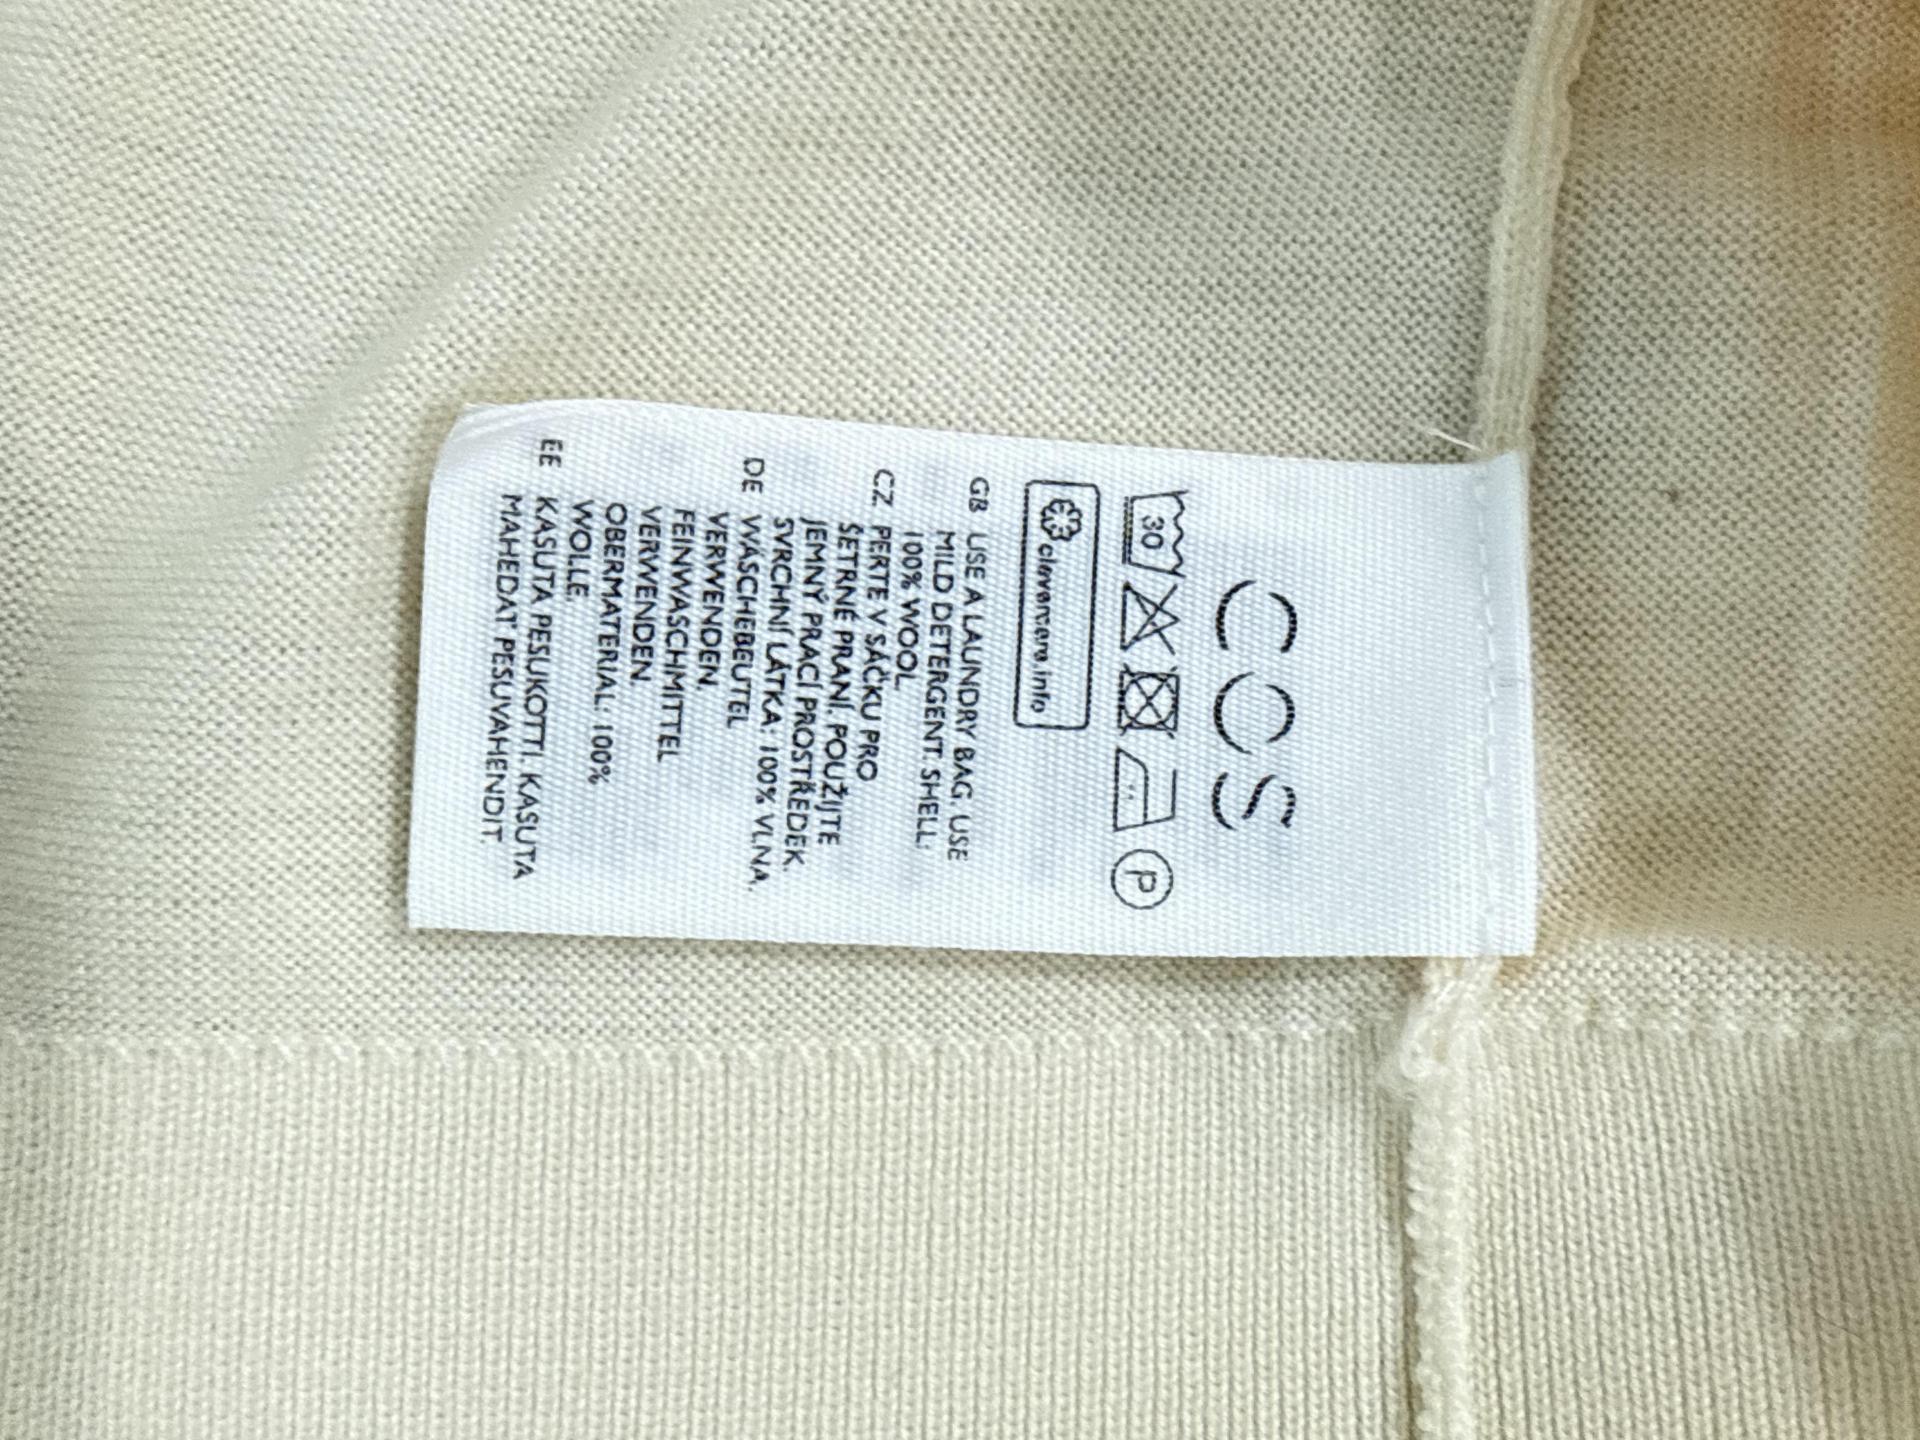 COS
30
P
clevercare.info
GB USE A LAUNDRY BAG. USE
MILD DETERGENT. SHELL:
100% WOOL
CZ PERTE V SÁČKU PRO
ŠETRNÉ PRANÍ. POUŽIJTE
JEMNÝ PRACÍ PROSTŘEDEK.
SVRCHNÍ LÁTKA: 100% VLNA.
DE WÄSCHEBEUTEL
VERWENDEN.
FEINWASCHMITTEL
VERWENDEN.
OBERMATERIAL: 100%
WOLLE.
EE KASUTA PESUKOTTI. KASUTA
MAHEDAT PESUVAHENDIT.